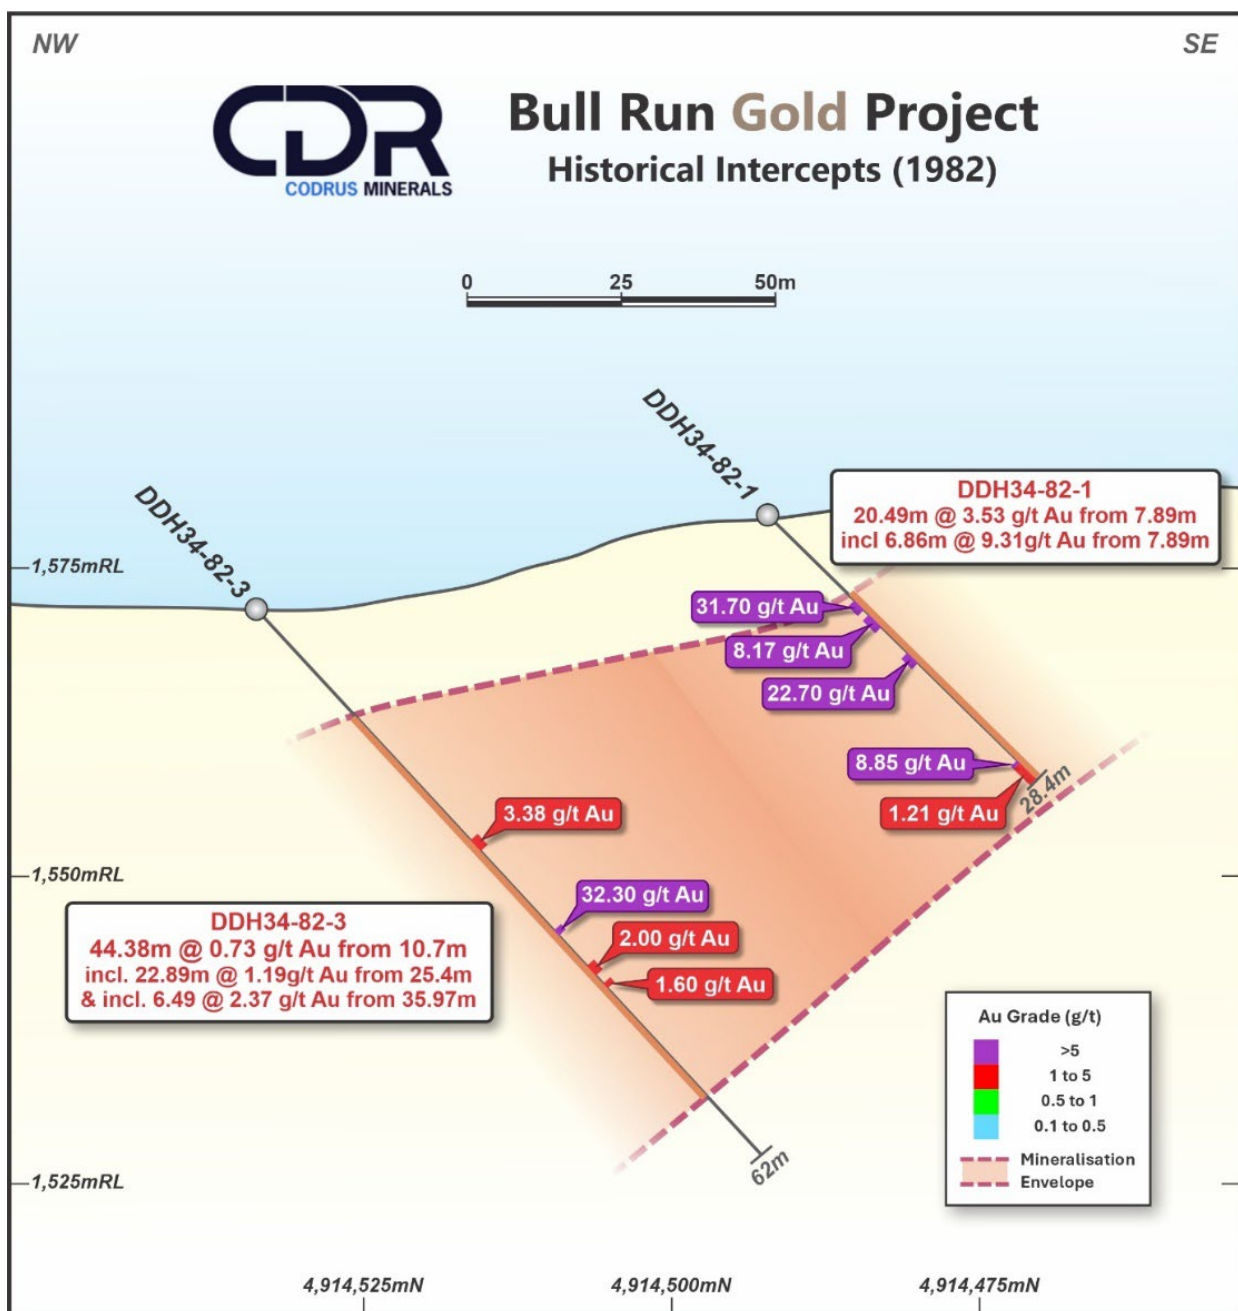 NW
SE
CDR
CODRUS MINERALS
Bull Run Gold Project
Historical Intercepts (1982)
0 25 50m
DDH34-82-1
DDH34-82-3
DDH34-82-1
20.49m @ 3.53 g/t Au from 7.89m
incl 6.86m @ 9.31g/t Au from 7.89m
1,575mRL
31.70 g/t Au
8.17 g/t Au
22.70 g/t Au
8.85 g/t Au
1.21 g/t Au
28.4m
3.38 g/t Au
1,550mRL
32.30 g/t Au
2.00 g/t Au
1.60 g/t Au
DDH34-82-3
44.38m @ 0.73 g/t Au from 10.7m
incl. 22.89m @ 1.19g/t Au from 25.4m
& incl. 6.49 @ 2.37 g/t Au from 35.97m
62m
1,525mRL
Au Grade (g/t)
>5
1 to 5
0.5 to 1
0.1 to 0.5
Mineralisation
Envelope
4,914,525mN
4,914,500mN
4,914,475mN